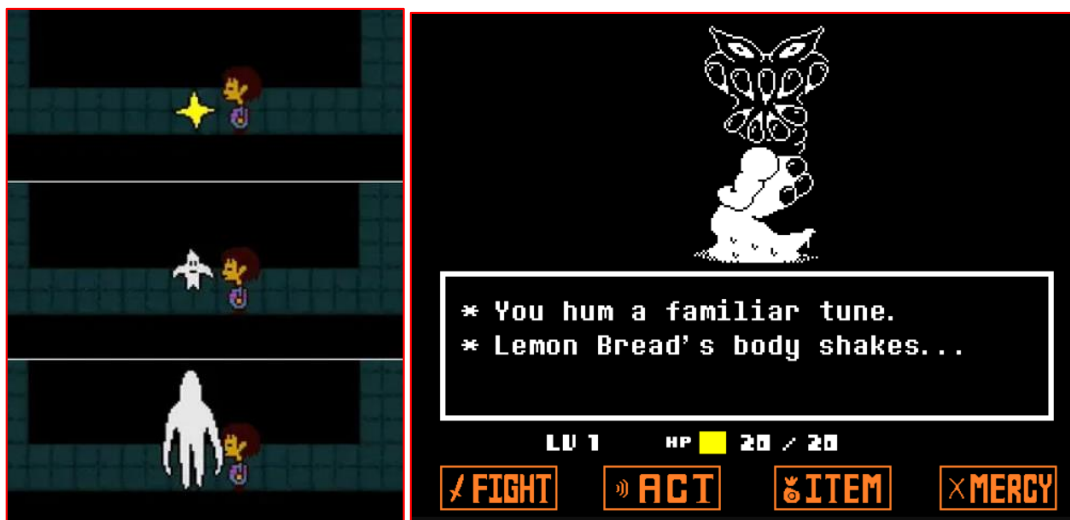 * You hum a familiar tune.
* Lemon Bread's body shakes...
LV 1 HP 20 / 20
FIGHT ACT ITEM MERCY